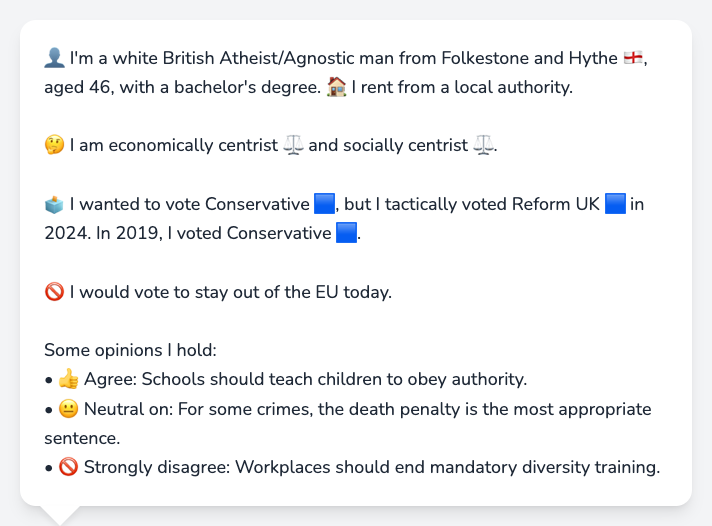 👤 I'm a white British Atheist/Agnostic man from Folkestone and Hythe 🏴󠁧󠁢󠁥󠁮󠁧󠁿,
aged 46, with a bachelor's degree. 🏠 I rent from a local authority.
🤔 I am economically centrist ⚖️ and socially centrist ⚖️.
🗳️ I wanted to vote Conservative 🟦, but I tactically voted Reform UK 🟦 in
2024. In 2019, I voted Conservative 🟦.
🚫 I would vote to stay out of the EU today.
Some opinions I hold:
• 👍 Agree: Schools should teach children to obey authority.
• 😐 Neutral on: For some crimes, the death penalty is the most appropriate
sentence.
• 🚫 Strongly disagree: Workplaces should end mandatory diversity training.